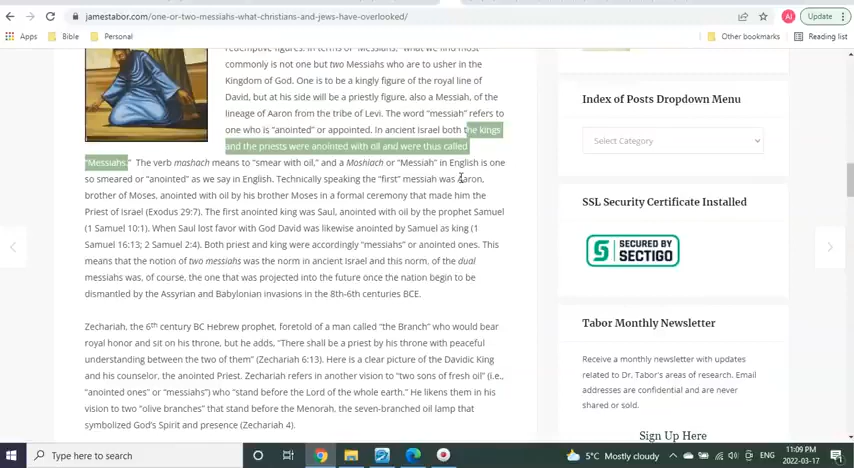 jamestabor.com/one-or-two-messiahs-what-christians-and-jews-have-overlooked/
Update
Apps
Bible
Personal
Other bookmarks
Reading list
commonly is not one but two Messiahs who are to usher in the
Kingdom of God. One is to be a kingly figure of the royal line of
David, but at his side will be a priestly figure, also a Messiah, of the
lineage of Aaron from the tribe of Levi. The word “messiah” refers to
one who is “anointed” or appointed. In ancient Israel both the kings
and the priests were anointed with oil and were thus called
“Messiahs.” The verb mashach means to “smear with oil,” and a Moshiach or “Messiah” in English is one
so smeared or “anointed” as we say in English. Technically speaking the “first” messiah was Aaron,
brother of Moses, anointed with oil by his brother Moses in a formal ceremony that made him the
Priest of Israel (Exodus 29:7). The first anointed king was Saul, anointed with oil by the prophet Samuel
(1 Samuel 10:1). When Saul lost favor with God David was likewise anointed by Samuel as king (1
Samuel 16:13; 2 Samuel 2:4). Both priest and king were accordingly “messiahs” or anointed ones. This
means that the notion of two messiahs was the norm in ancient Israel and this norm, of the dual
messiahs was, of course, the one that was projected into the future once the nation begin to be
dismantled by the Assyrian and Babylonian invasions in the 8th-6th centuries BCE.
Zechariah, the 6th century BC Hebrew prophet, foretold of a man called “the Branch” who would bear
royal honor and sit on his throne, but he adds, “There shall be a priest by his throne with peaceful
understanding between the two of them” (Zechariah 6:13). Here is a clear picture of the Davidic King
and his counselor, the anointed Priest. Zechariah refers in another vision to “two sons of fresh oil” (i.e.,
“anointed ones” or “messiahs”) who “stand before the Lord of the whole earth.” He likens them in his
vision to two “olive branches” that stand before the Menorah, the seven-branched oil lamp that
symbolized God’s Spirit and presence (Zechariah 4).
Index of Posts Dropdown Menu
Select Category
SSL Security Certificate Installed
SECURED BY
SECTIGO
Tabor Monthly Newsletter
Receive a monthly newsletter with updates
related to Dr. Tabor's areas of research. Email
addresses are confidential and are never
shared or sold.
Sign Up Here
Type here to search
5°C Mostly cloudy
ENG
11:09 PM
2022-03-17